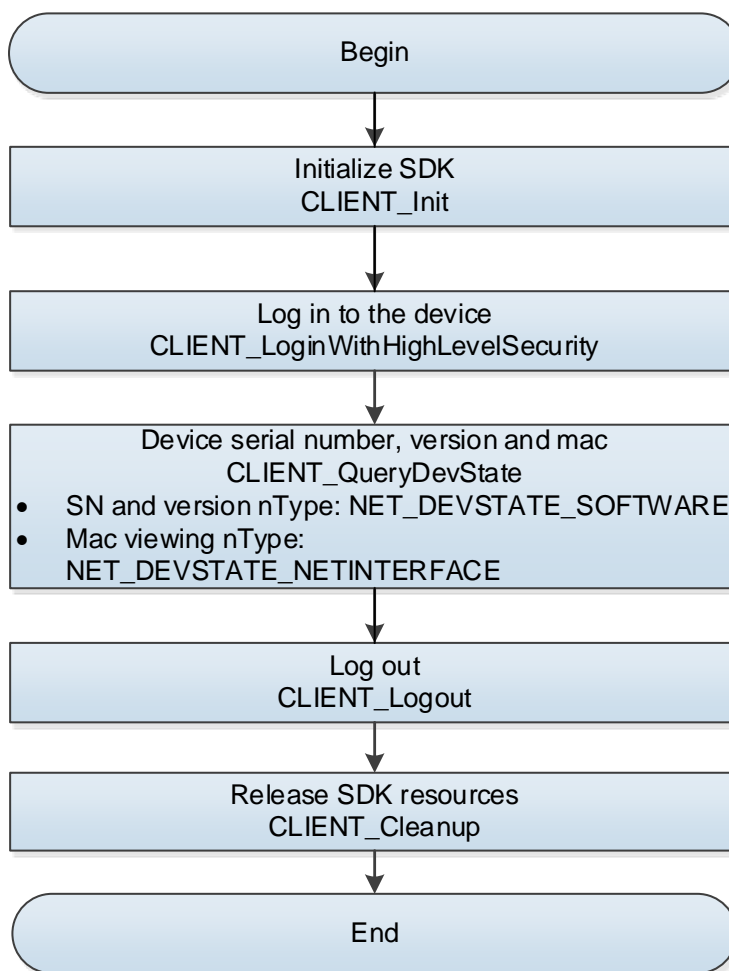 Begin
Initialize SDK
CLIENT_Init
Log in to the device
CLIENT_LoginWithHighLevelSecurity
Device serial number, version and mac
CLIENT_QueryDevState
• SN and version nType: NET_DEVSTATE_SOFTWARE
• Mac viewing nType:
NET_DEVSTATE_NETINTERFACE
Log out
CLIENT_Logout
Release SDK resources
CLIENT_Cleanup
End